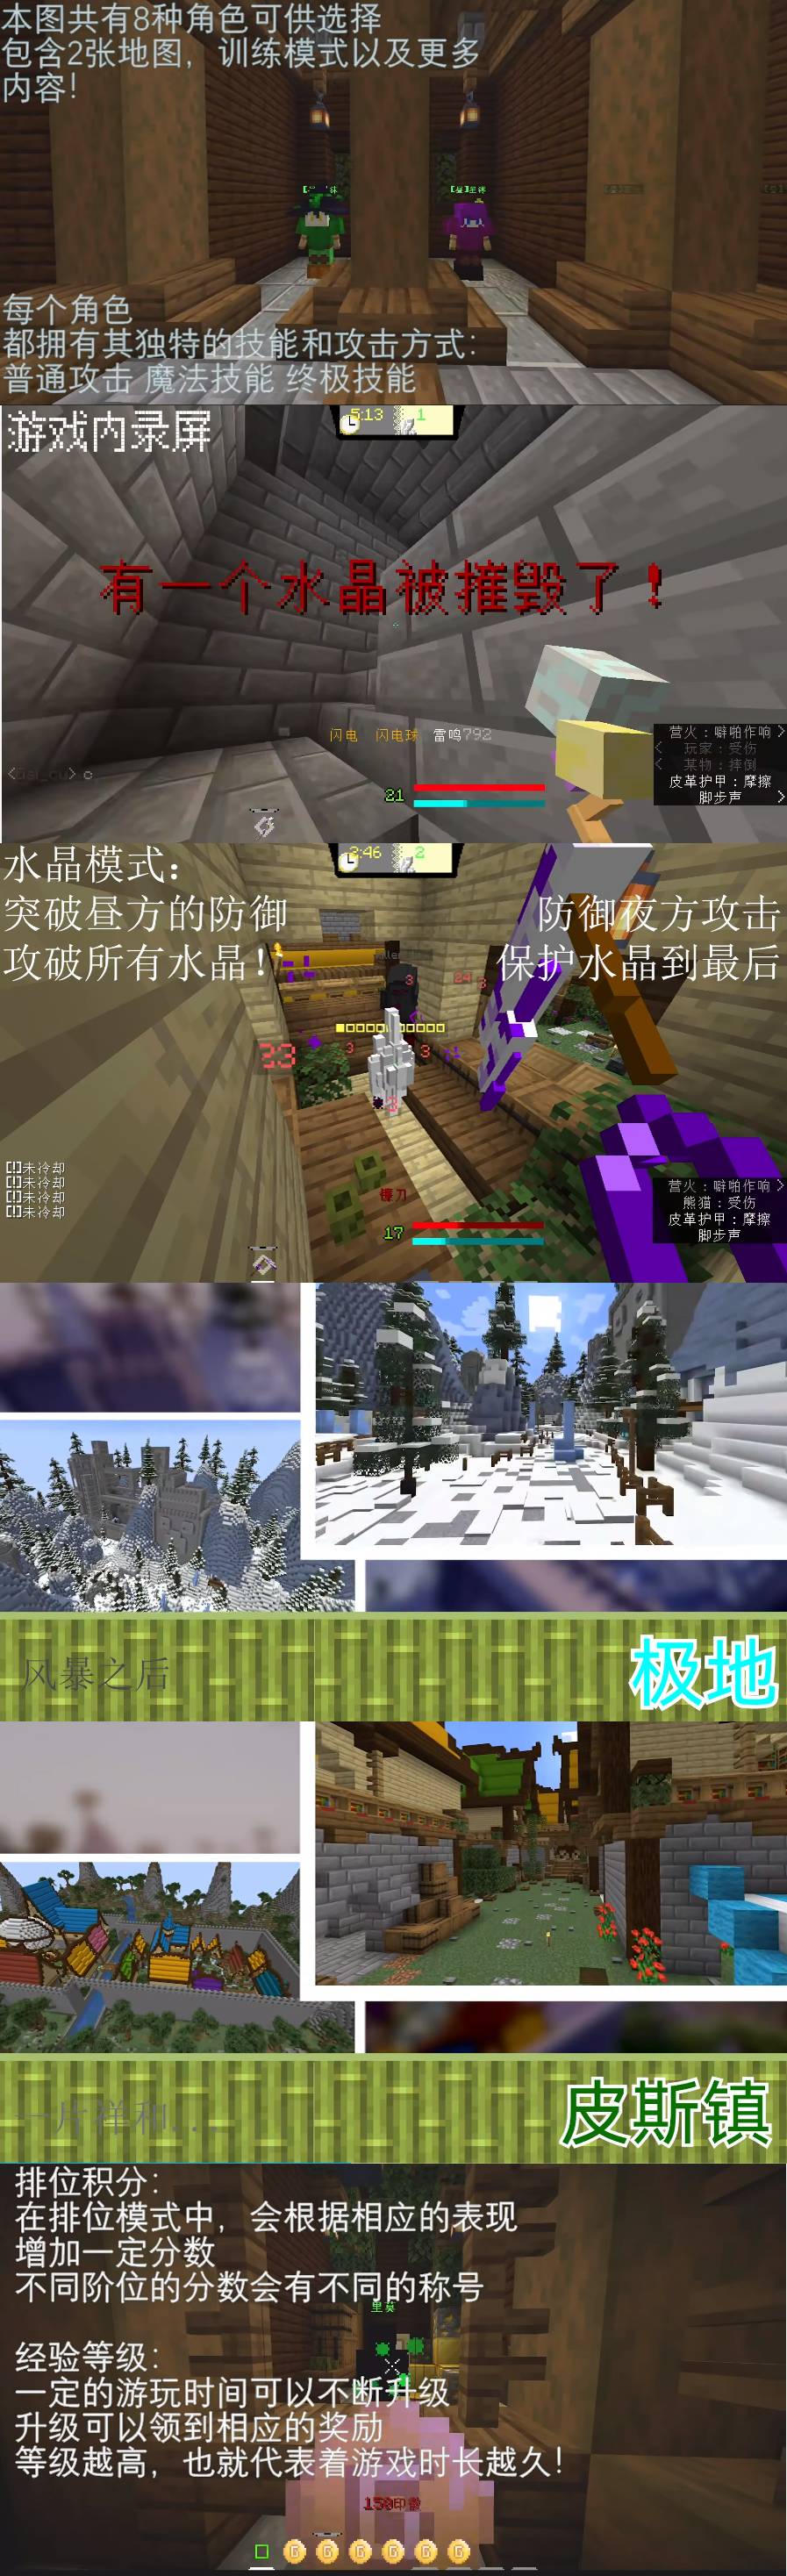 本图共有8种角色可供选择
包含2张地图，训练模式以及更多
内容！
每个角色
都拥有其独特的技能和攻击方式：
普通攻击 魔法技能 终极技能
游戏内录屏
5:13
1
有一个水晶被摧毁了！
闪电 闪电球 雷鸣792
营火：噼啪作响 >
< 玩家：受伤
< 某物：摔倒
皮革护甲：摩擦
脚步声 >
21
水晶模式：
突破昼方的防御
攻破所有水晶！
2:46
2
防御夜方攻击
保护水晶到最后
33
3
3
3
[!]未冷却
[!]未冷却
[!]未冷却
[!]未冷却
镰刀
17
营火：噼啪作响 >
熊猫：受伤
皮革护甲：摩擦
脚步声
风暴之后
极地
一片祥和...
皮斯镇
排位积分：
在排位模式中，会根据相应的表现
增加一定分数
不同阶位的分数会有不同的称号
里莫
经验等级：
一定的游玩时间可以不断升级
升级可以领到相应的奖励
等级越高，也就代表着游戏时长越久！